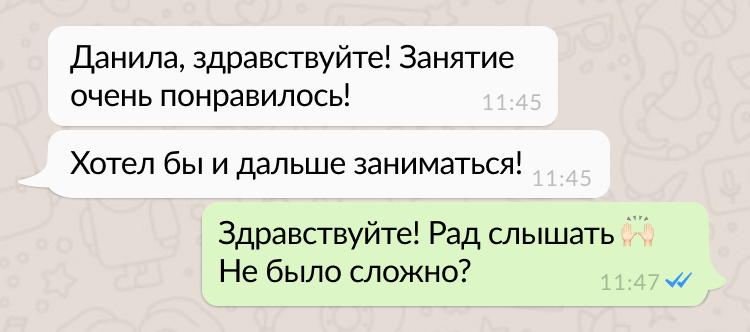 Данила, здравствуйте! Занятие
очень понравилось!
11:45
Хотел бы и дальше заниматься!
11:45
Здравствуйте! Рад слышать 🙌🏻
Не было сложно?
11:47